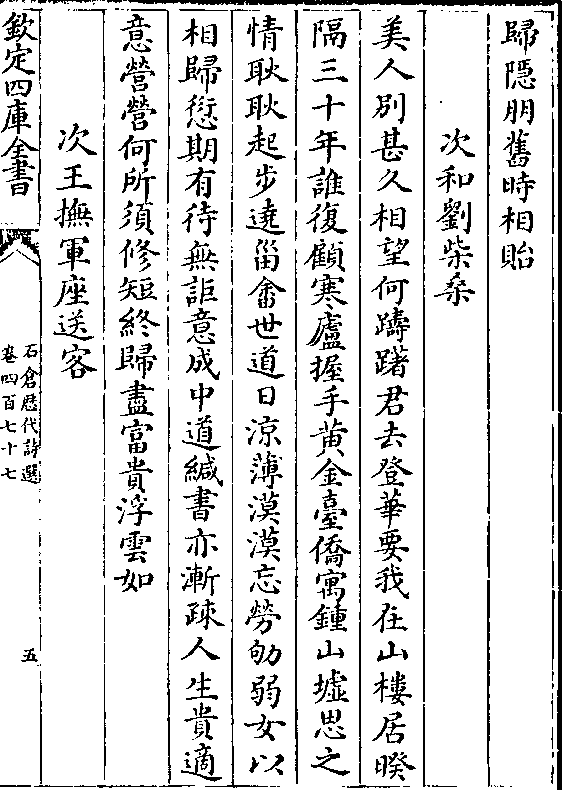 歸隠朋舊時相貽
次和劉柴桑
美人別甚久相望何躊躇君去登華要我在山樓居暌
隔三十年誰復顧寒廬握手黄金臺僑寓鍾山墟思之
情耿耿起步遶菑畬世道日涼薄漠漠忘勞劬弱女以
相歸愆期有待無詎意成中道緘書亦漸疎人生貴適
意營營何所須修短終歸盡富貴浮雲如
次王撫軍座送客
欽定四庫全書
石倉歴代詩選
卷四百七十七
五